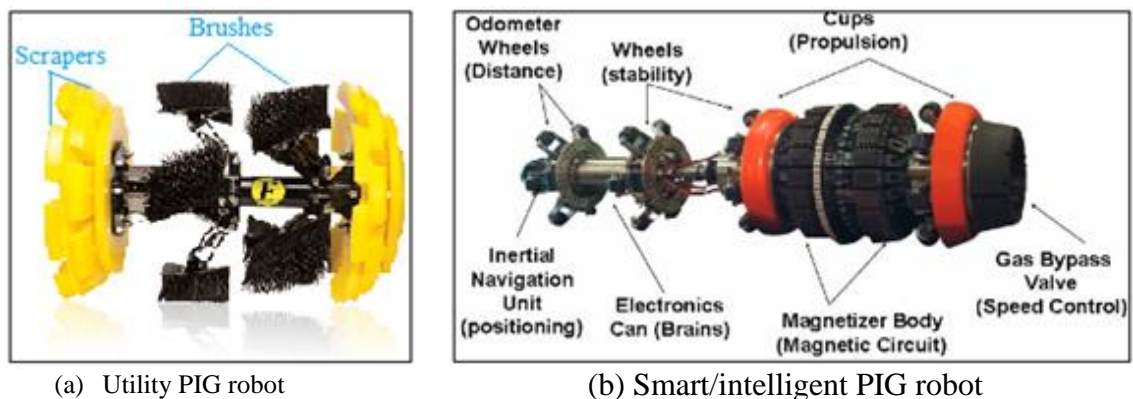 Brushes
Scrapers
Odometer
Wheels
(Distance)
Wheels
(stability)
Cups
(Propulsion)
Inertial
Navigation
Unit
(positioning)
Electronics
Can (Brains)
Magnetizer Body
(Magnetic Circuit)
Gas Bypass
Valve
(Speed Control)
(a) Utility PIG robot
(b) Smart/intelligent PIG robot